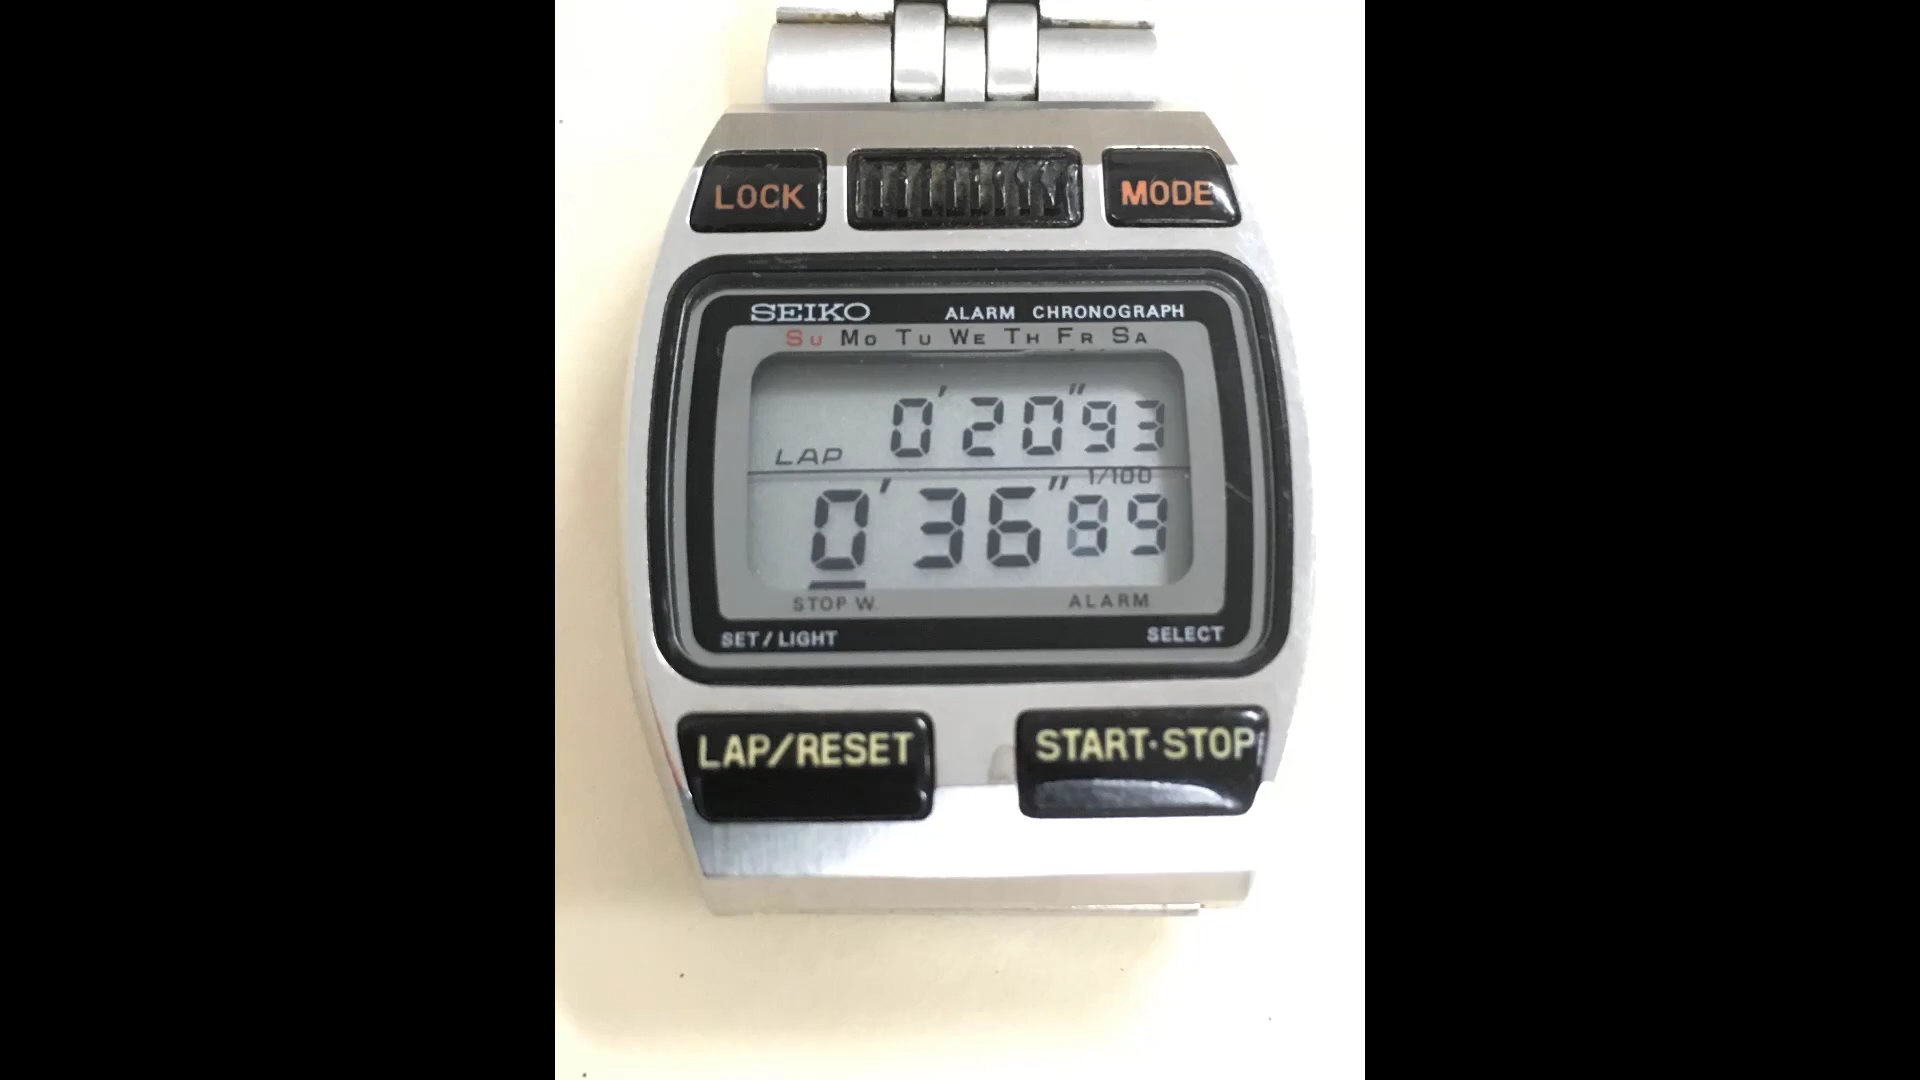 LOCK MODE
SEIKO ALARM CHRONOGRAPH
Su Mo Tu We Th Fr Sa
LAP 0'20"93
1/100
0'36"89
STOP W. ALARM
SET/LIGHT SELECT
LAP/RESET START·STOP